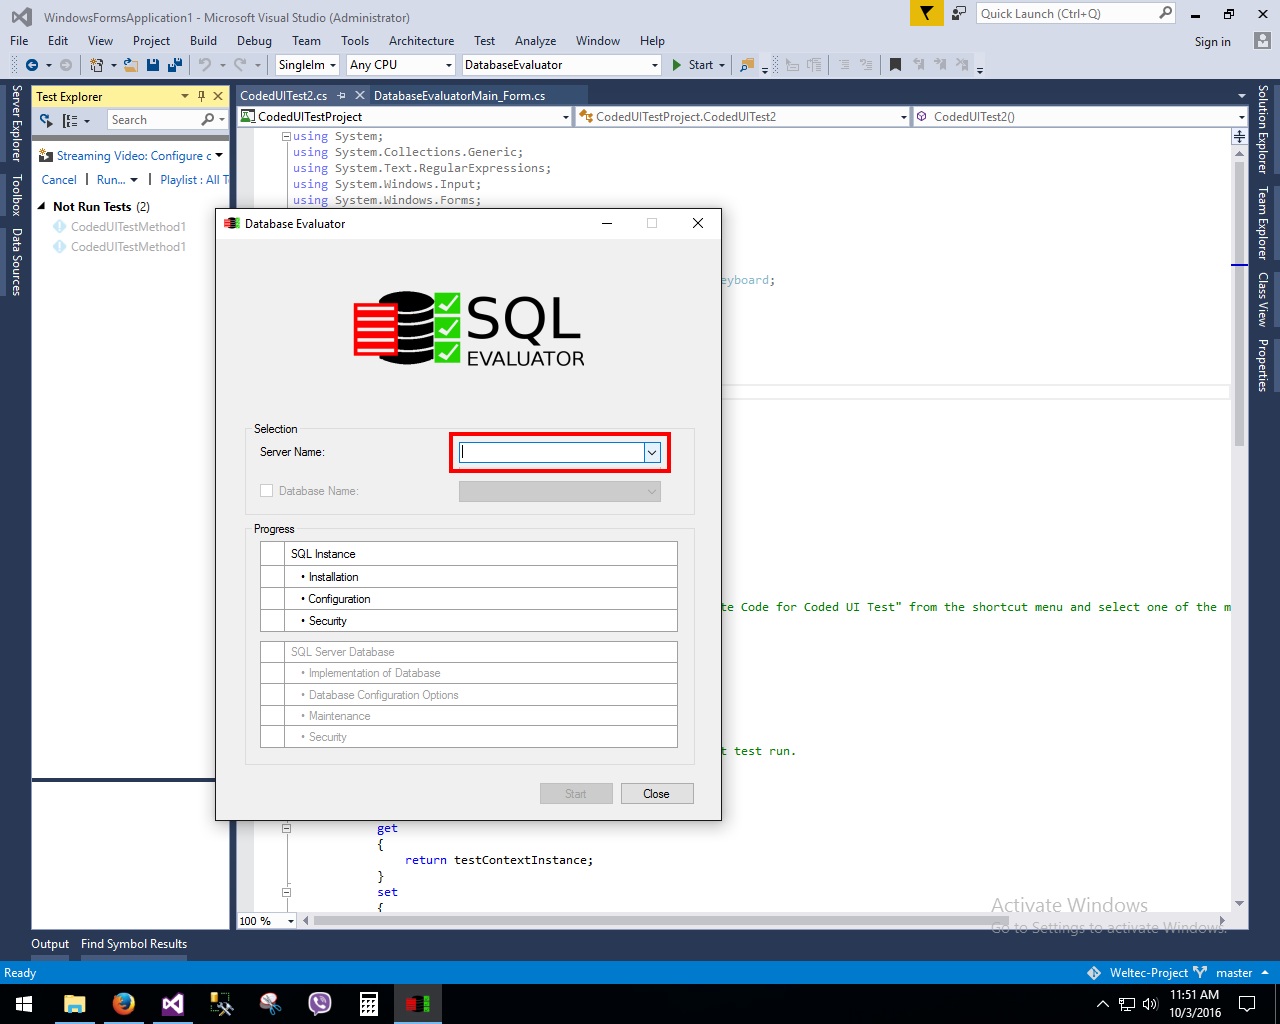 WindowsFormsApplication1 - Microsoft Visual Studio (Administrator)
Quick Launch (Ctrl+Q)
File Edit View Project Build Debug Team Tools Architecture Test Analyze Window Help
Sign in
SingleIm Any CPU DatabaseEvaluator Start
Server Explorer
Toolbox
Data Sources
Test Explorer
Search
Streaming Video: Configure c
Cancel Run... Playlist : All T
Not Run Tests (2)
CodedUITestMethod1
CodedUITestMethod1
CodedUITest2.cs DatabaseEvaluatorMain_Form.cs
CodedUITestProject CodedUITestProject.CodedUITest2 CodedUITest2()
using System;
using System.Collections.Generic;
using System.Text.RegularExpressions;
using System.Windows.Input;
using System.Windows.Forms;
eyboard;
te Code for Coded UI Test" from the shortcut menu and select one of the m
t test run.
get
{
return testContextInstance;
}
set
{
100 %
Database Evaluator
SQL
EVALUATOR
Selection
Server Name:
Database Name:
Progress
SQL Instance
• Installation
• Configuration
• Security
SQL Server Database
• Implementation of Database
• Database Configuration Options
• Maintenance
• Security
Start Close
Solution Explorer
Team Explorer
Class View
Properties
Activate Windows
Go to Settings to activate Windows.
Output Find Symbol Results
Ready
Weltec-Project master
11:51 AM
10/3/2016